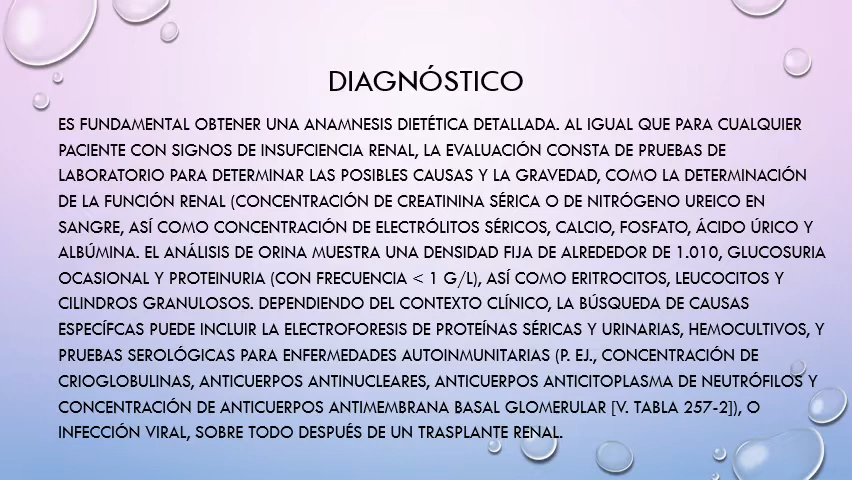 DIAGNÓSTICO
ES FUNDAMENTAL OBTENER UNA ANAMNESIS DIETÉTICA DETALLADA. AL IGUAL QUE PARA CUALQUIER
PACIENTE CON SIGNOS DE INSUFCIENCIA RENAL, LA EVALUACIÓN CONSTA DE PRUEBAS DE
LABORATORIO PARA DETERMINAR LAS POSIBLES CAUSAS Y LA GRAVEDAD, COMO LA DETERMINACIÓN
DE LA FUNCIÓN RENAL (CONCENTRACIÓN DE CREATININA SÉRICA O DE NITRÓGENO UREICO EN
SANGRE, ASÍ COMO CONCENTRACIÓN DE ELECTRÓLITOS SÉRICOS, CALCIO, FOSFATO, ÁCIDO ÚRICO Y
ALBÚMINA. EL ANÁLISIS DE ORINA MUESTRA UNA DENSIDAD FIJA DE ALREDEDOR DE 1.010, GLUCOSURIA
OCASIONAL Y PROTEINURIA (CON FRECUENCIA < 1 G/L), ASÍ COMO ERITROCITOS, LEUCOCITOS Y
CILINDROS GRANULOSOS. DEPENDIENDO DEL CONTEXTO CLÍNICO, LA BÚSQUEDA DE CAUSAS
ESPECÍFCAS PUEDE INCLUIR LA ELECTROFORESIS DE PROTEÍNAS SÉRICAS Y URINARIAS, HEMOCULTIVOS, Y
PRUEBAS SEROLÓGICAS PARA ENFERMEDADES AUTOINMUNITARIAS (P. EJ., CONCENTRACIÓN DE
CRIOGLOBULINAS, ANTICUERPOS ANTINUCLEARES, ANTICUERPOS ANTICITOPLASMA DE NEUTRÓFILOS Y
CONCENTRACIÓN DE ANTICUERPOS ANTIMEMBRANA BASAL GLOMERULAR [V. TABLA 257-2]), O
INFECCIÓN VIRAL, SOBRE TODO DESPUÉS DE UN TRASPLANTE RENAL.